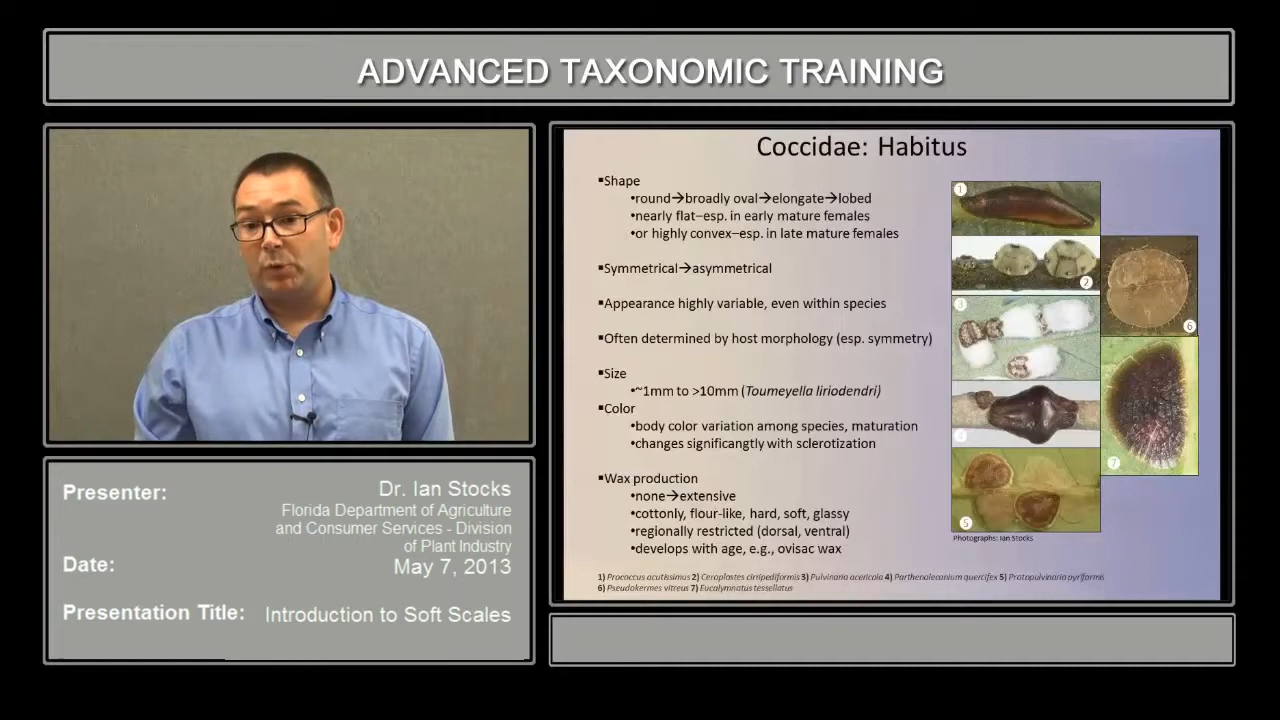 ADVANCED TAXONOMIC TRAINING
Presenter: Dr. Ian Stocks
Florida Department of Agriculture
and Consumer Services - Division
of Plant Industry
Date: May 7, 2013
Presentation Title: Introduction to Soft Scales
Coccidae: Habitus
▪Shape
•round→broadly oval→elongate→lobed
•nearly flat–esp. in early mature females
•or highly convex–esp. in late mature females
▪Symmetrical→asymmetrical
▪Appearance highly variable, even within species
▪Often determined by host morphology (esp. symmetry)
▪Size
•~1mm to >10mm (Toumeyella liriodendri)
▪Color
•body color variation among species, maturation
•changes significangtly with sclerotization
▪Wax production
•none→extensive
•cottonly, flour-like, hard, soft, glassy
•regionally restricted (dorsal, ventral)
•develops with age, e.g., ovisac wax
1
2
3
4
5
6
7
Photographs: Ian Stocks
1) Prococcus acutissimus 2) Ceroplastes cirripediformis 3) Pulvinaria acericola 4) Parthenolecanium quercifex 5) Protopulvinaria pyriformis
6) Pseudokermes vitreus 7) Eucalymnatus tessellatus